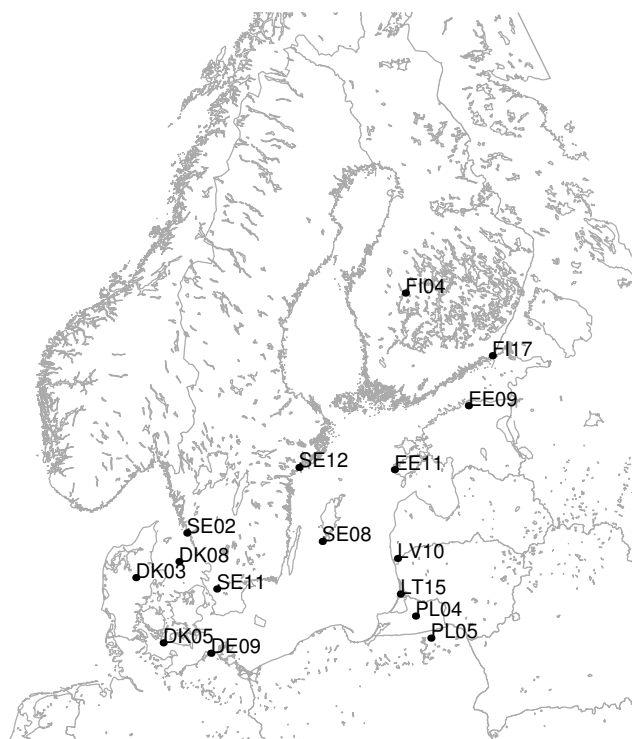 FI04
FI17
EE09
SE12
EE11
SE02
SE08
DK08
LV10
DK03
SE11
LT15
PL04
DK05
PL05
DE09